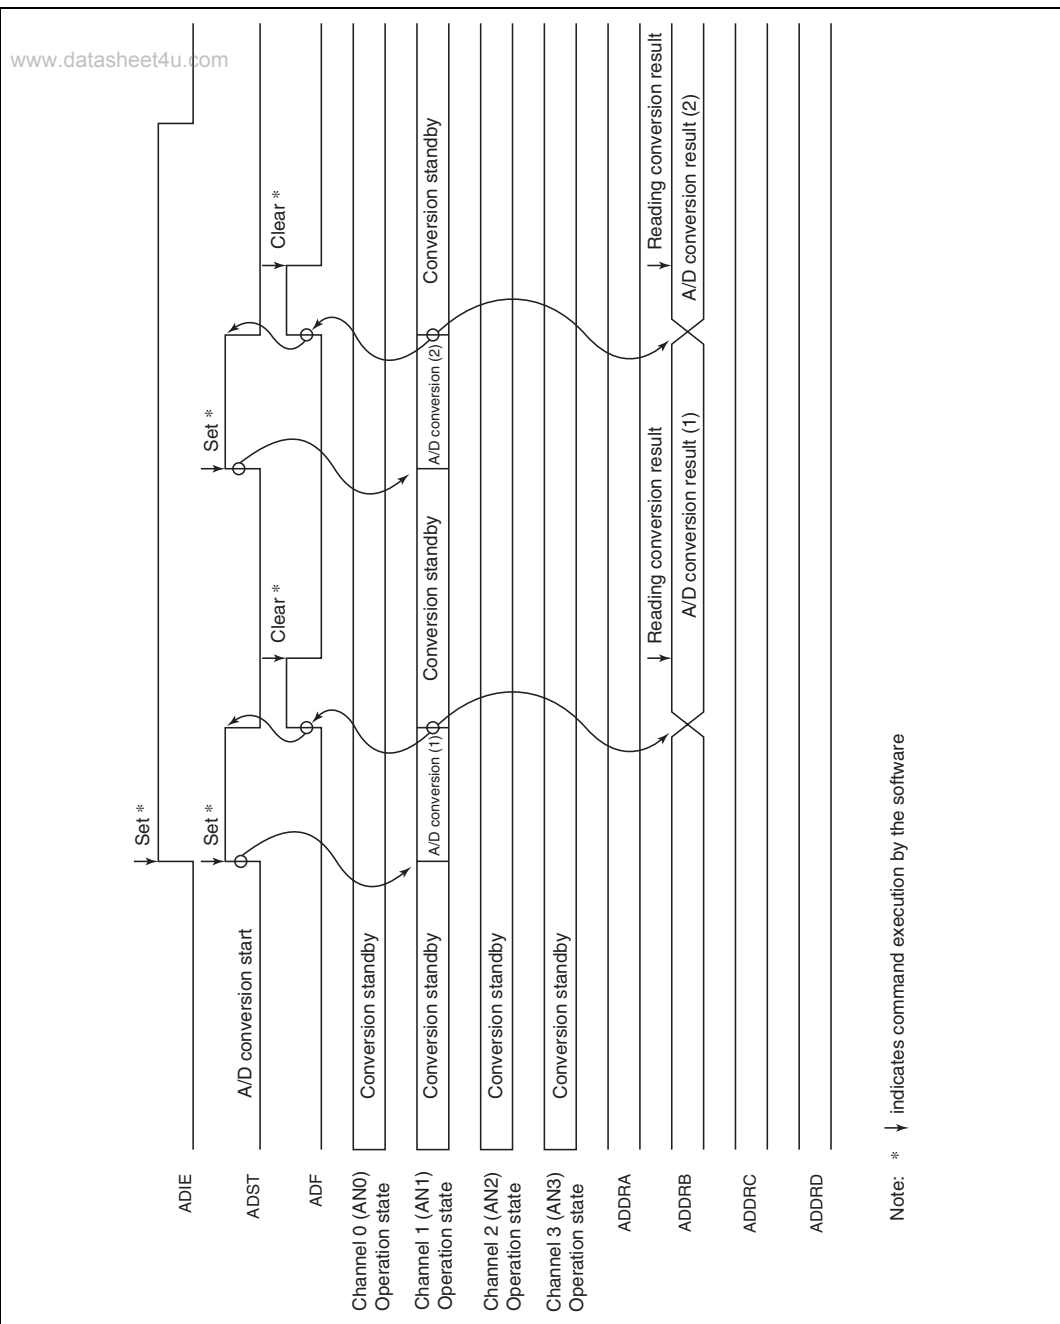 www.datasheet4u.com
ADIE
Set *
ADST
A/D conversion start
Set *
Set *
ADF
Clear *
Clear *
Channel 0 (AN0)
Operation state
Conversion standby
Channel 1 (AN1)
Operation state
Conversion standby
A/D conversion (1)
Conversion standby
A/D conversion (2)
Conversion standby
Channel 2 (AN2)
Operation state
Conversion standby
Channel 3 (AN3)
Operation state
Conversion standby
ADDRA
Reading conversion result
Reading conversion result
ADDRB
A/D conversion result (1)
A/D conversion result (2)
ADDRC
ADDRD
Note: * ↓ indicates command execution by the software